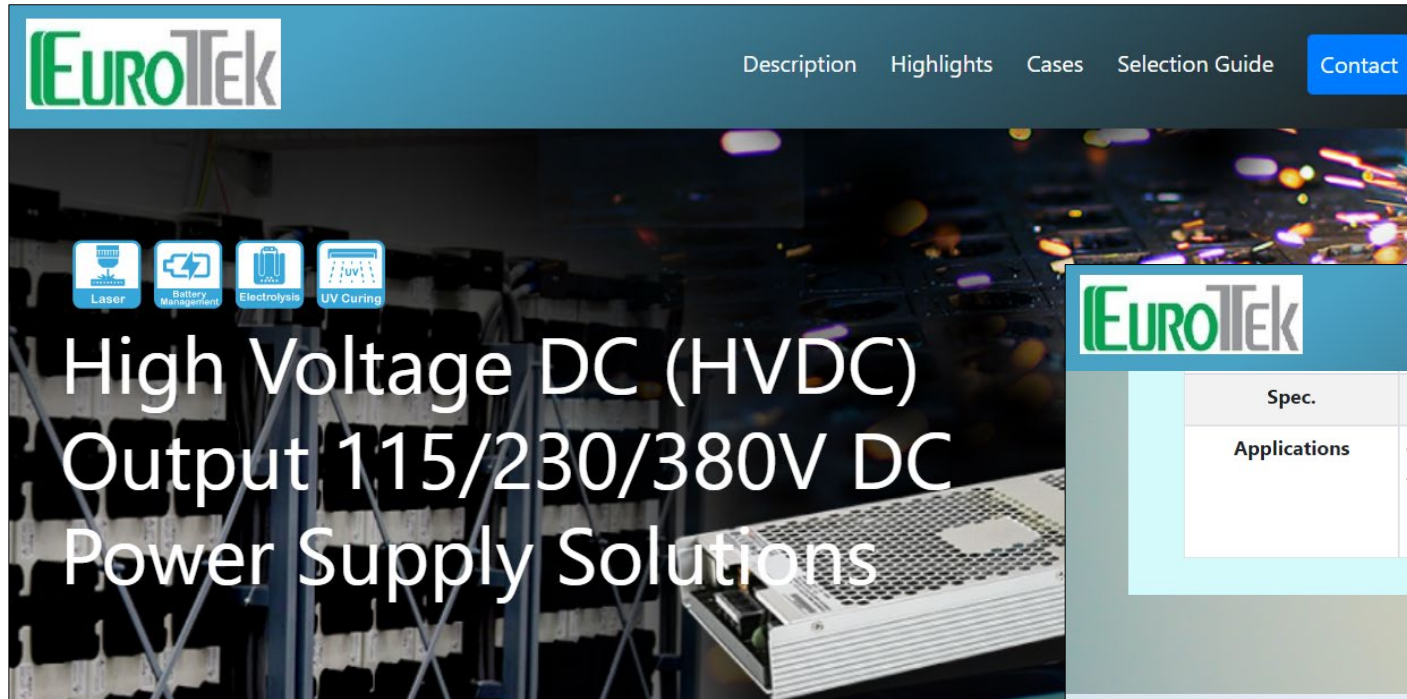 EUROTEK
Description Highlights Cases Selection Guide Contact
Laser
Battery
Management
Electrolysis
UV
UV Curing
High Voltage DC (HVDC)
Output 115/230/380V DC
Power Supply Solutions
EUROTEK
Spec.
Applications